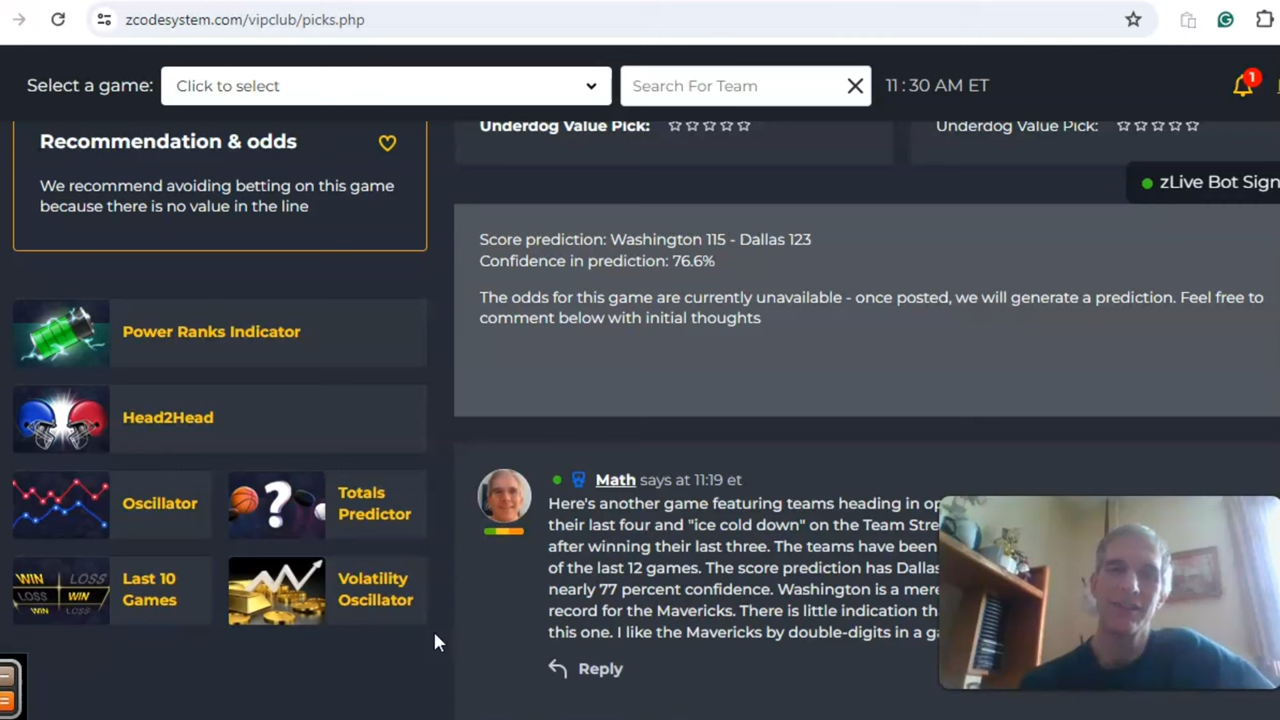 zcodesystem.com/vipclub/picks.php
Select a game:
Click to select
Search For Team
11:30 AM ET
1
Recommendation & odds
We recommend avoiding betting on this game
because there is no value in the line
Underdog Value Pick:
Underdog Value Pick:
zLive Bot Sign
Score prediction: Washington 115 - Dallas 123
Confidence in prediction: 76.6%
The odds for this game are currently unavailable - once posted, we will generate a prediction. Feel free to
comment below with initial thoughts
Power Ranks Indicator
Head2Head
Oscillator
?
Totals
Predictor
WIN LOSS
LOSS WIN
WIN LOSS
Last 10
Games
Volatility
Oscillator
Math says at 11:19 et
Here's another game featuring teams heading in op
their last four and "ice cold down" on the Team Stre
after winning their last three. The teams have been
of the last 12 games. The score prediction has Dallas
nearly 77 percent confidence. Washington is a mere
record for the Mavericks. There is little indication th
this one. I like the Mavericks by double-digits in a ga
Reply